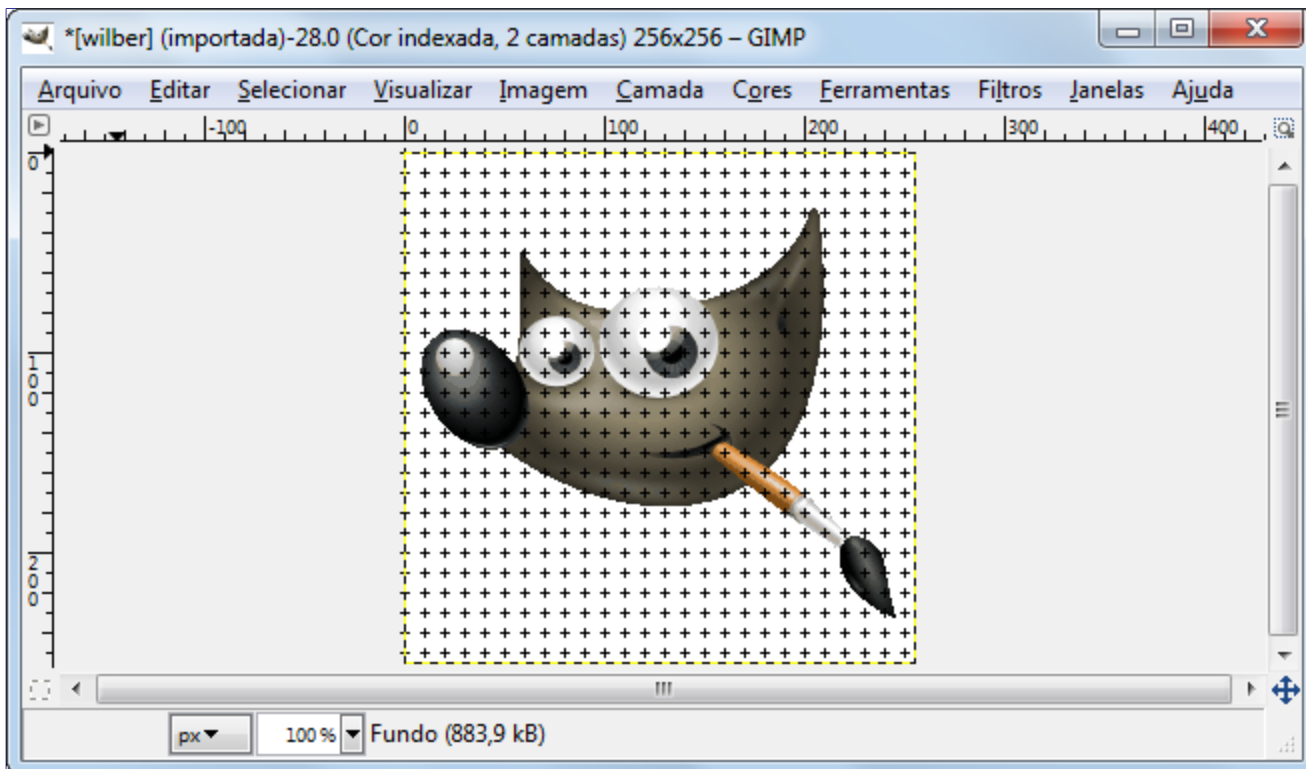 *[wilber] (importada)-28.0 (Cor indexada, 2 camadas) 256x256 – GIMP
Arquivo Editar Selecionar Visualizar Imagem Camada Cores Ferramentas Filtros Janelas Ajuda
-100 0 100 200 300 400
0
100
200
px 100 % Fundo (883,9 kB)